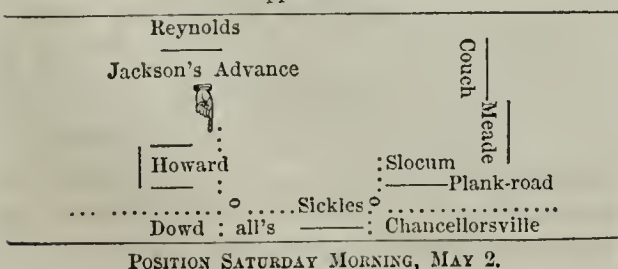 Reynolds
Jackson's Advance
Couch
Meade
Howard
Slocum
Plank-road
Sickles
Dowd all's Chancellorsville
POSITION SATURDAY MORNING, MAY 2.